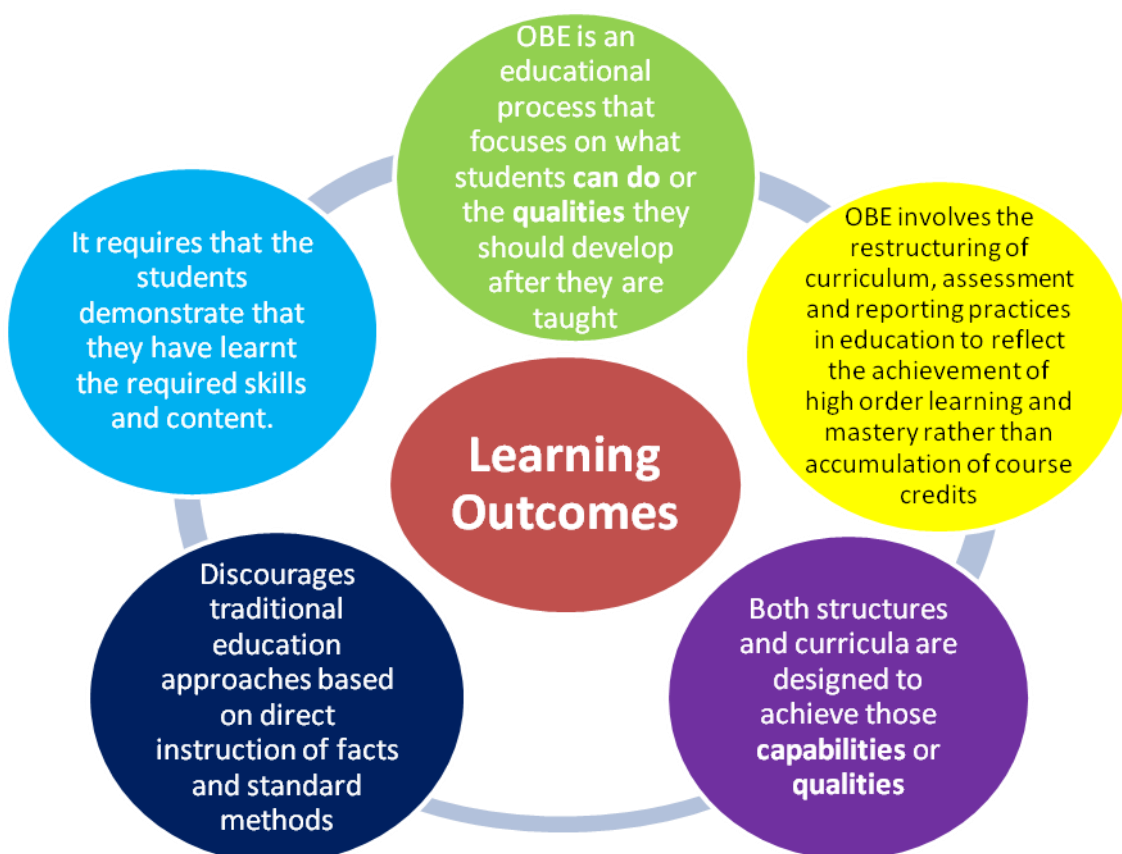 OBE is an
educational
process that
focuses on what
students can do or
the qualities they
should develop
after they are
taught
OBE involves the
restructuring of
curriculum, assessment
and reporting practices
in education to reflect
the achievement of
high order learning and
mastery rather than
accumulation of course
credits
Both structures
and curricula are
designed to
achieve those
capabilities or
qualities
Discourages
traditional
education
approaches based
on direct
instruction of facts
and standard
methods
It requires that the
students
demonstrate that
they have learnt
the required skills
and content.
Learning
Outcomes